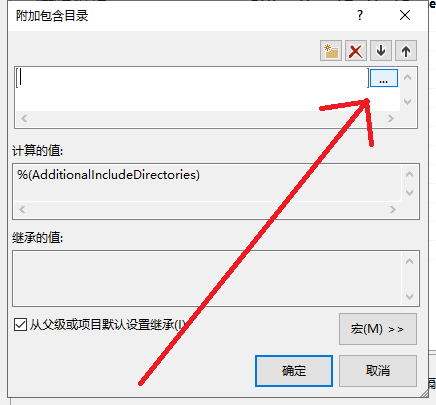 附加包含目录
...
计算的值:
%(AdditionalIncludeDirectories)
继承的值:
从父级或项目默认设置继承(I)
宏(M) >>
确定
取消